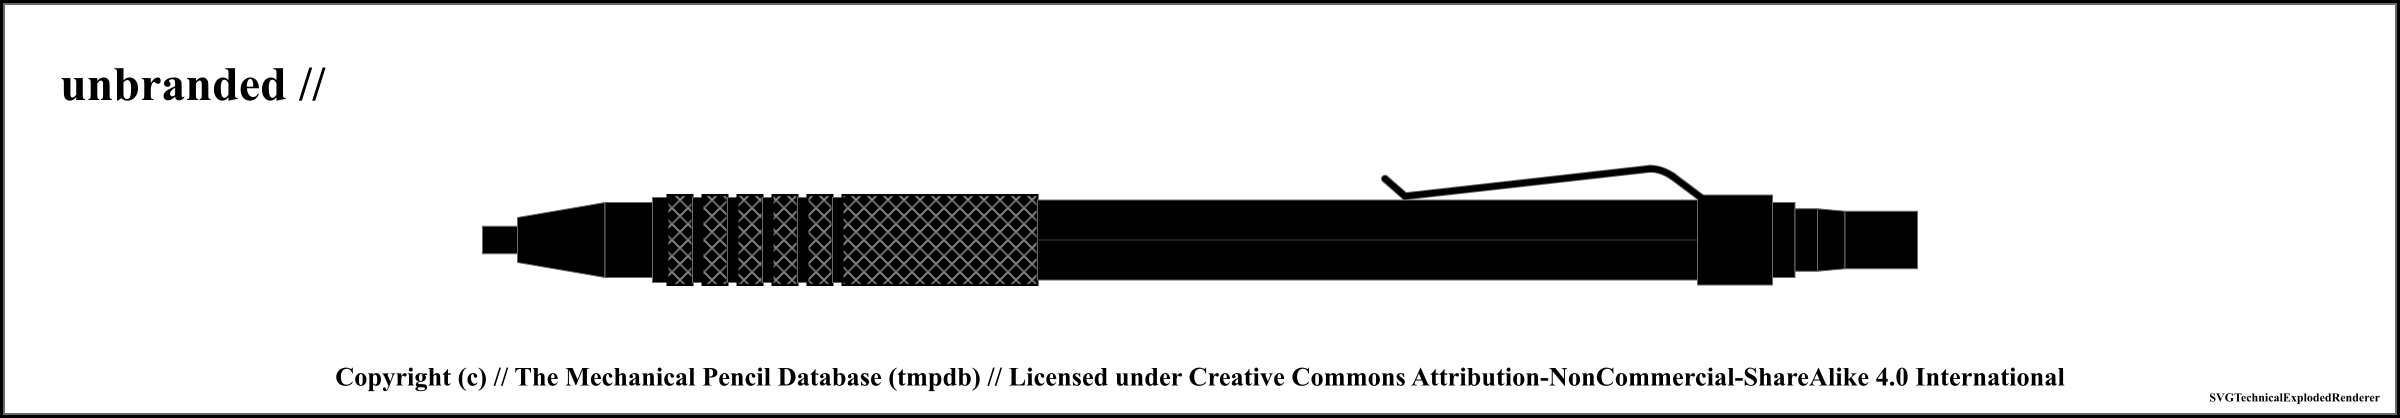 unbranded //
Copyright (c) // The Mechanical Pencil Database (tmpdb) // Licensed under Creative Commons Attribution-NonCommercial-ShareAlike 4.0 International
SVGTechnicalExplodedRenderer